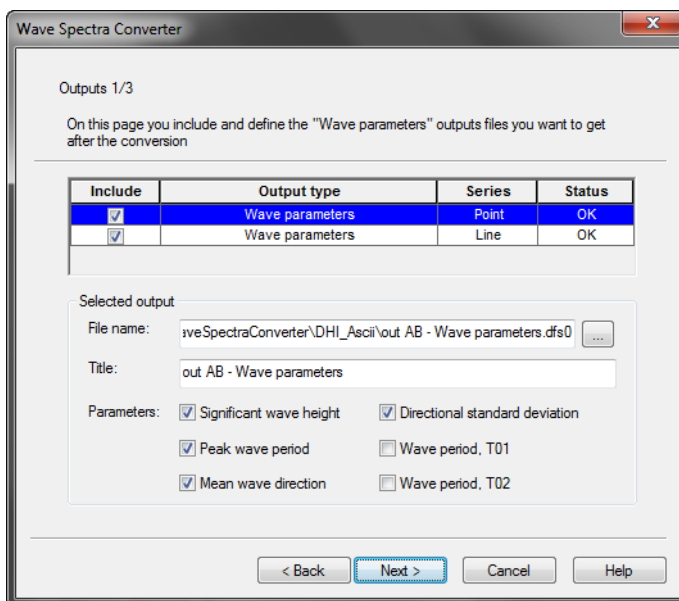 Wave Spectra Converter
Outputs 1/3
On this page you include and define the "Wave parameters" outputs files you want to get
after the conversion
Include Output type Series Status
Wave parameters Point OK
Wave parameters Line OK
Selected output
File name: aveSpectraConverter\DHI_Ascii\out AB - Wave parameters.dfs0 ...
Title: out AB - Wave parameters
Parameters: Significant wave height Directional standard deviation
Peak wave period Wave period, T01
Mean wave direction Wave period, T02
< Back Next > Cancel Help